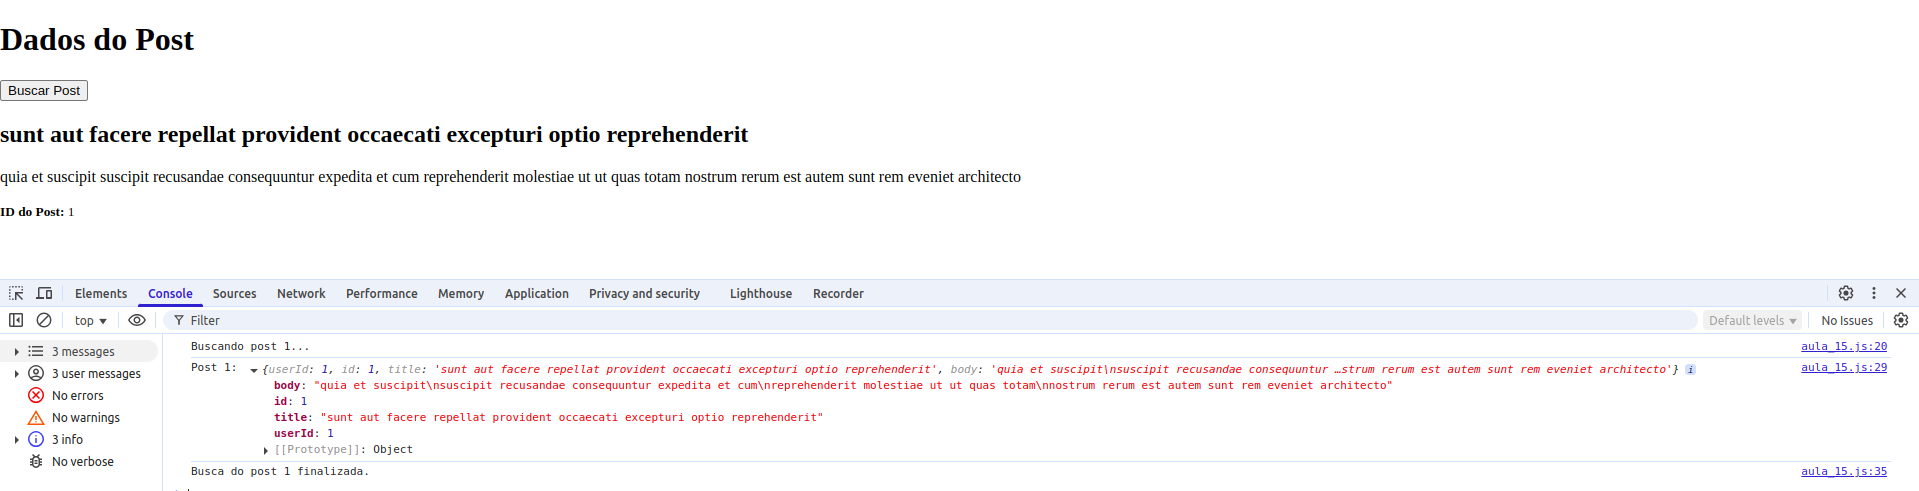 Dados do Post
Buscar Post
sunt aut facere repellat provident occaecati excepturi optio reprehenderit
quia et suscipit suscipit recusandae consequuntur expedita et cum reprehenderit molestiae ut ut quas totam nostrum rerum est autem sunt rem eveniet architecto
ID do Post: 1
Elements Console Sources Network Performance Memory Application Privacy and security Lighthouse Recorder
top Filter Default levels No Issues
3 messages
3 user messages
No errors
No warnings
3 info
No verbose
Buscando post 1... aula_15.js:20
Post 1: {userId: 1, id: 1, title: 'sunt aut facere repellat provident occaecati excepturi optio reprehenderit', body: 'quia et suscipit\nsuscipit recusandae consequuntur …strum rerum est autem sunt rem eveniet architecto'} i aula_15.js:29
body: "quia et suscipit\nsuscipit recusandae consequuntur expedita et cum\nreprehenderit molestiae ut ut quas totam\nnostrum rerum est autem sunt rem eveniet architecto"
id: 1
title: "sunt aut facere repellat provident occaecati excepturi optio reprehenderit"
userId: 1
[[Prototype]]: Object
Busca do post 1 finalizada. aula_15.js:35